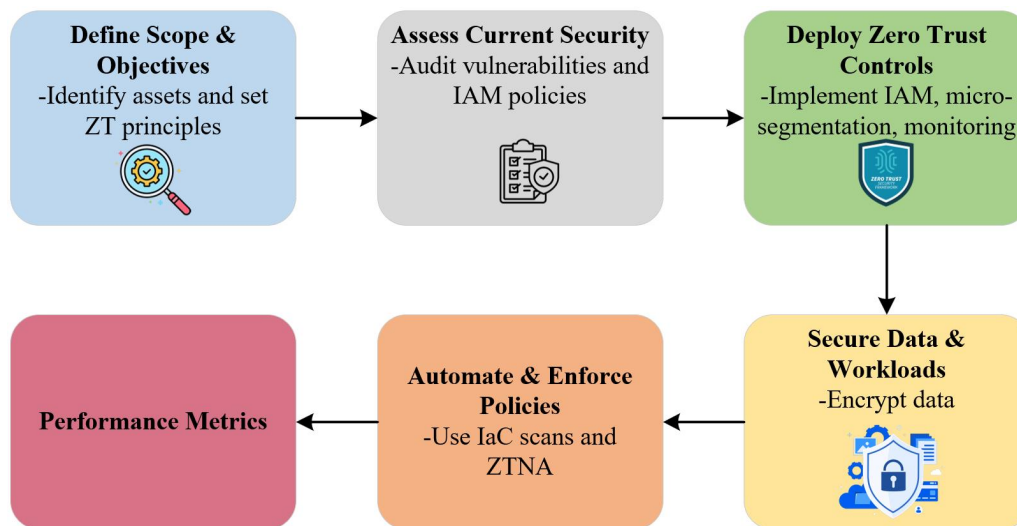 Define Scope &
Objectives
-Identify assets and set
ZT principles
Assess Current Security
-Audit vulnerabilities and
IAM policies
Deploy Zero Trust
Controls
-Implement IAM, micro-
segmentation, monitoring
ZERO TRUST
SECURITY
FRAMEWORK
Secure Data &
Workloads
-Encrypt data
Automate & Enforce
Policies
-Use IaC scans and
ZTNA
Performance Metrics